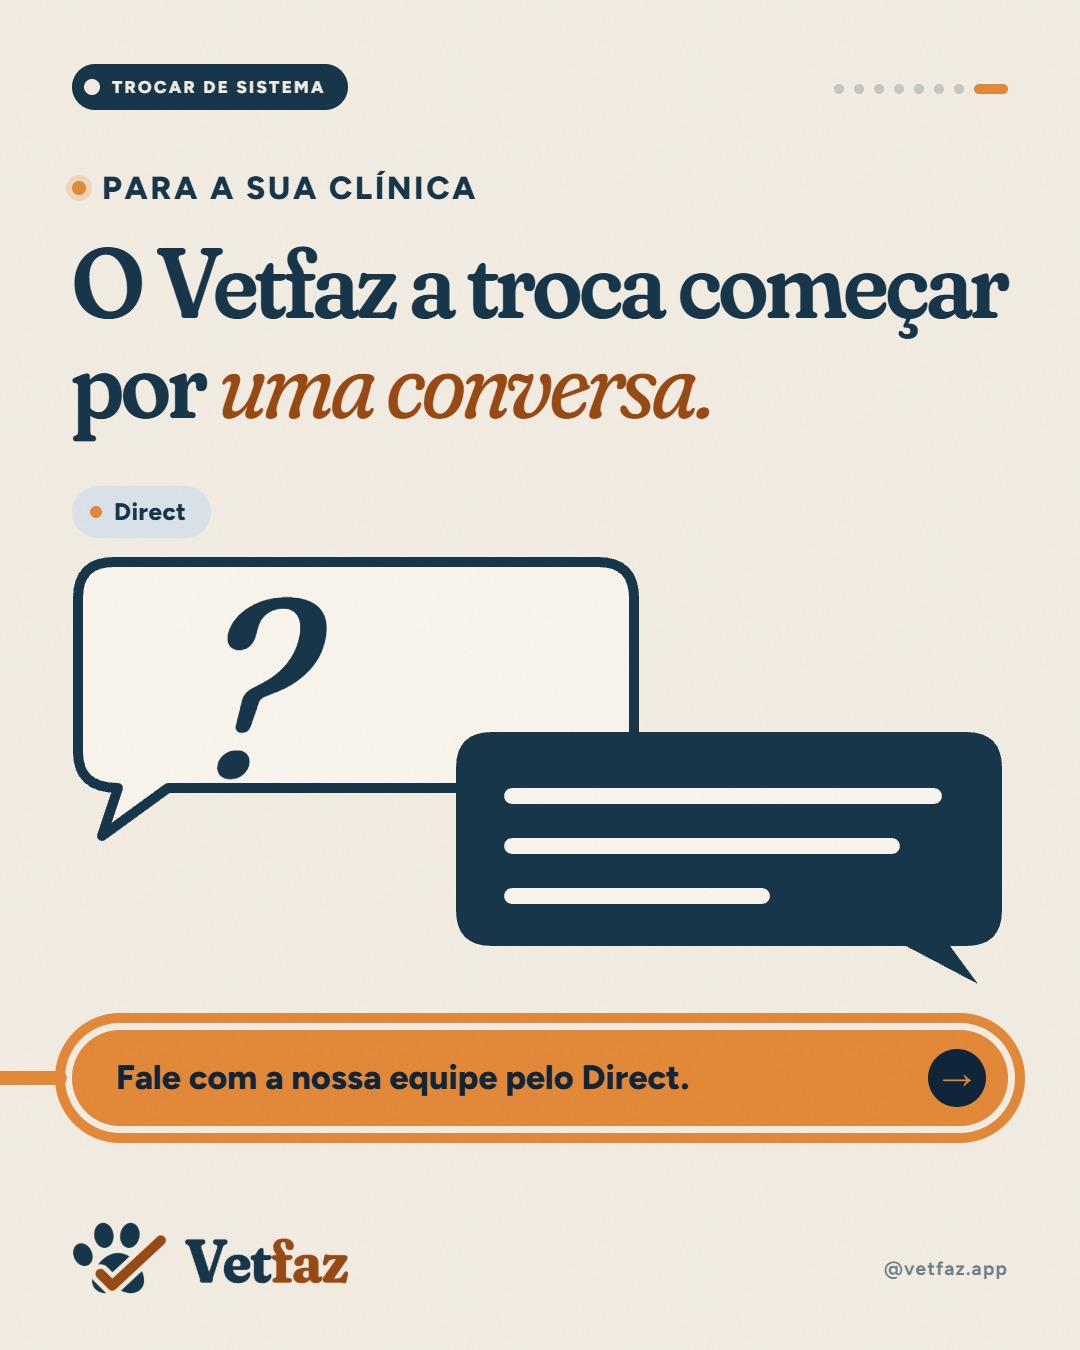 TROCAR DE SISTEMA
PARA A SUA CLÍNICA
O Vetfaz a troca começar
por uma conversa.
Direct
?
Fale com a nossa equipe pelo Direct.
→
Vetfaz
@vetfaz.app